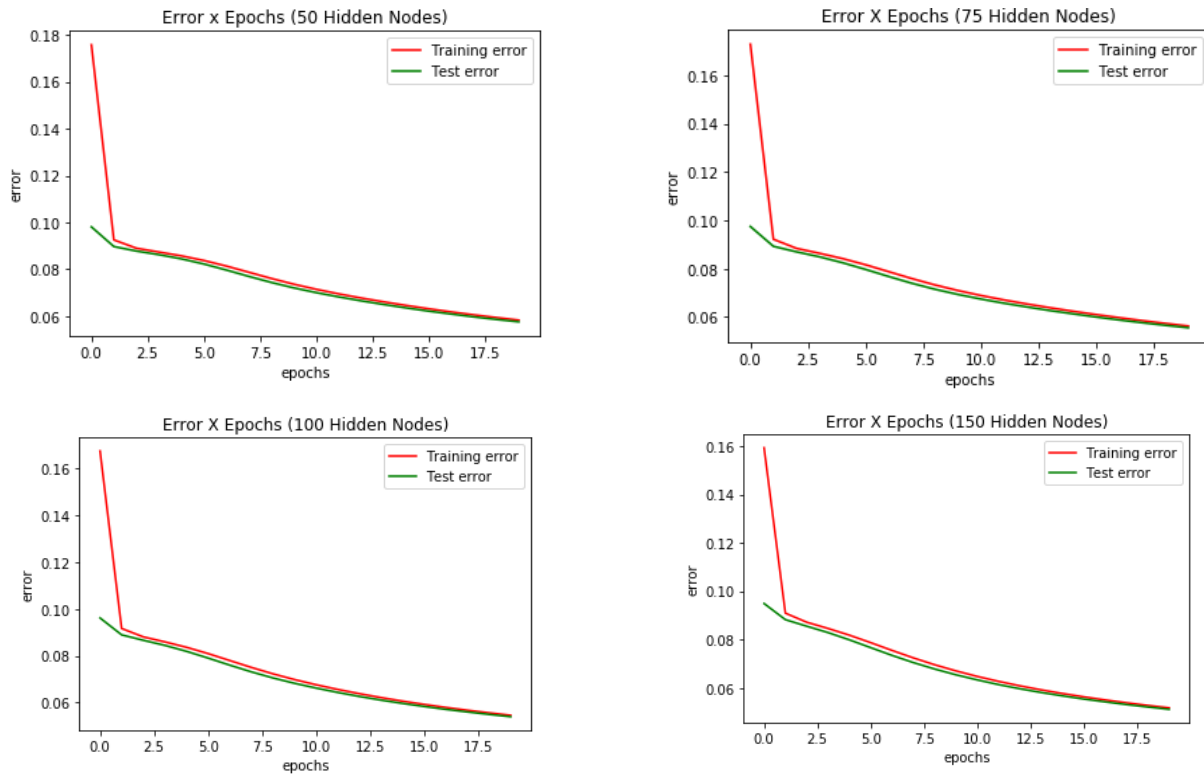 Error x Epochs (50 Hidden Nodes)
0.18
0.16
0.14
0.12
0.10
0.08
0.06
error
Training error
Test error
0.0 2.5 5.0 7.5 10.0 12.5 15.0 17.5
epochs
Error X Epochs (75 Hidden Nodes)
0.16
0.14
0.12
0.10
0.08
0.06
error
Training error
Test error
0.0 2.5 5.0 7.5 10.0 12.5 15.0 17.5
epochs
Error X Epochs (100 Hidden Nodes)
0.16
0.14
0.12
0.10
0.08
0.06
error
Training error
Test error
0.0 2.5 5.0 7.5 10.0 12.5 15.0 17.5
epochs
Error X Epochs (150 Hidden Nodes)
0.16
0.14
0.12
0.10
0.08
0.06
error
Training error
Test error
0.0 2.5 5.0 7.5 10.0 12.5 15.0 17.5
epochs